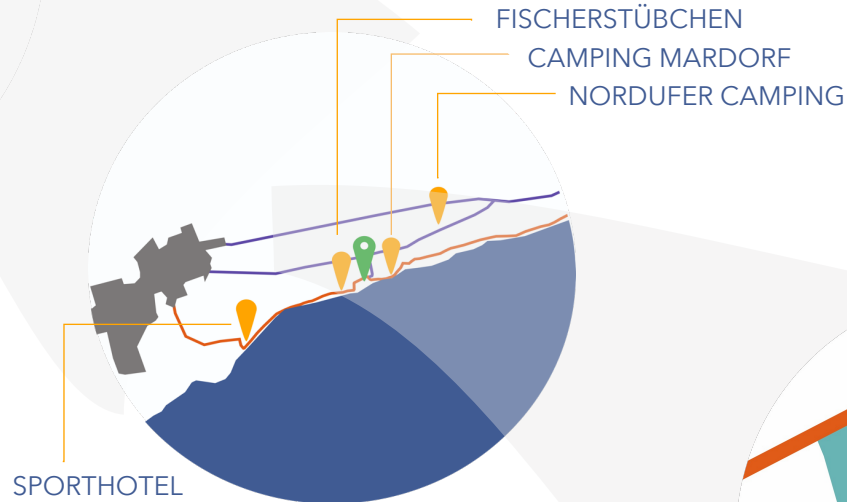 FISCHERSTÜBCHEN
CAMPING MARDORF
NORDUFER CAMPING
SPORTHOTEL